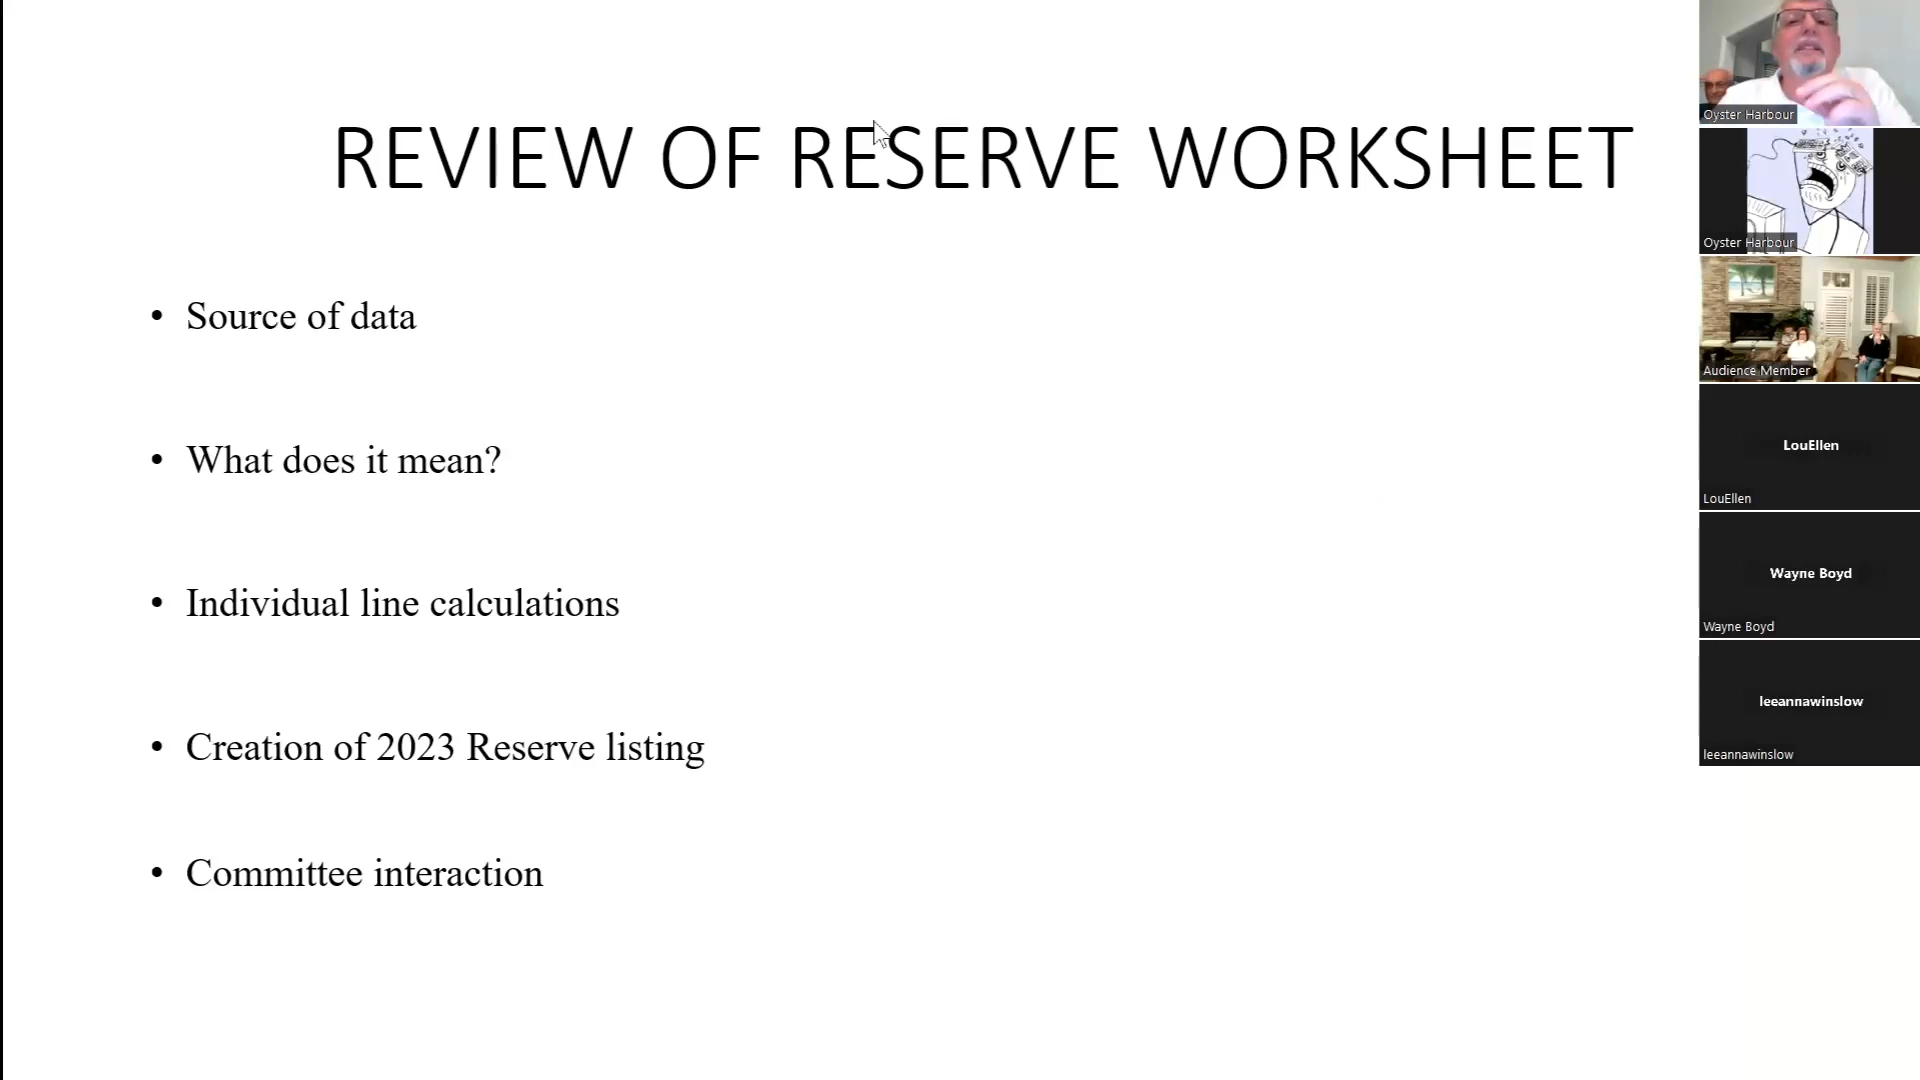 REVIEW OF RESERVE WORKSHEET
• Source of data
• What does it mean?
• Individual line calculations
• Creation of 2023 Reserve listing
• Committee interaction
Oyster Harbour
Oyster Harbour
Audience Member
LouEllen
LouEllen
Wayne Boyd
Wayne Boyd
leeannawinslow
leeannawinslow